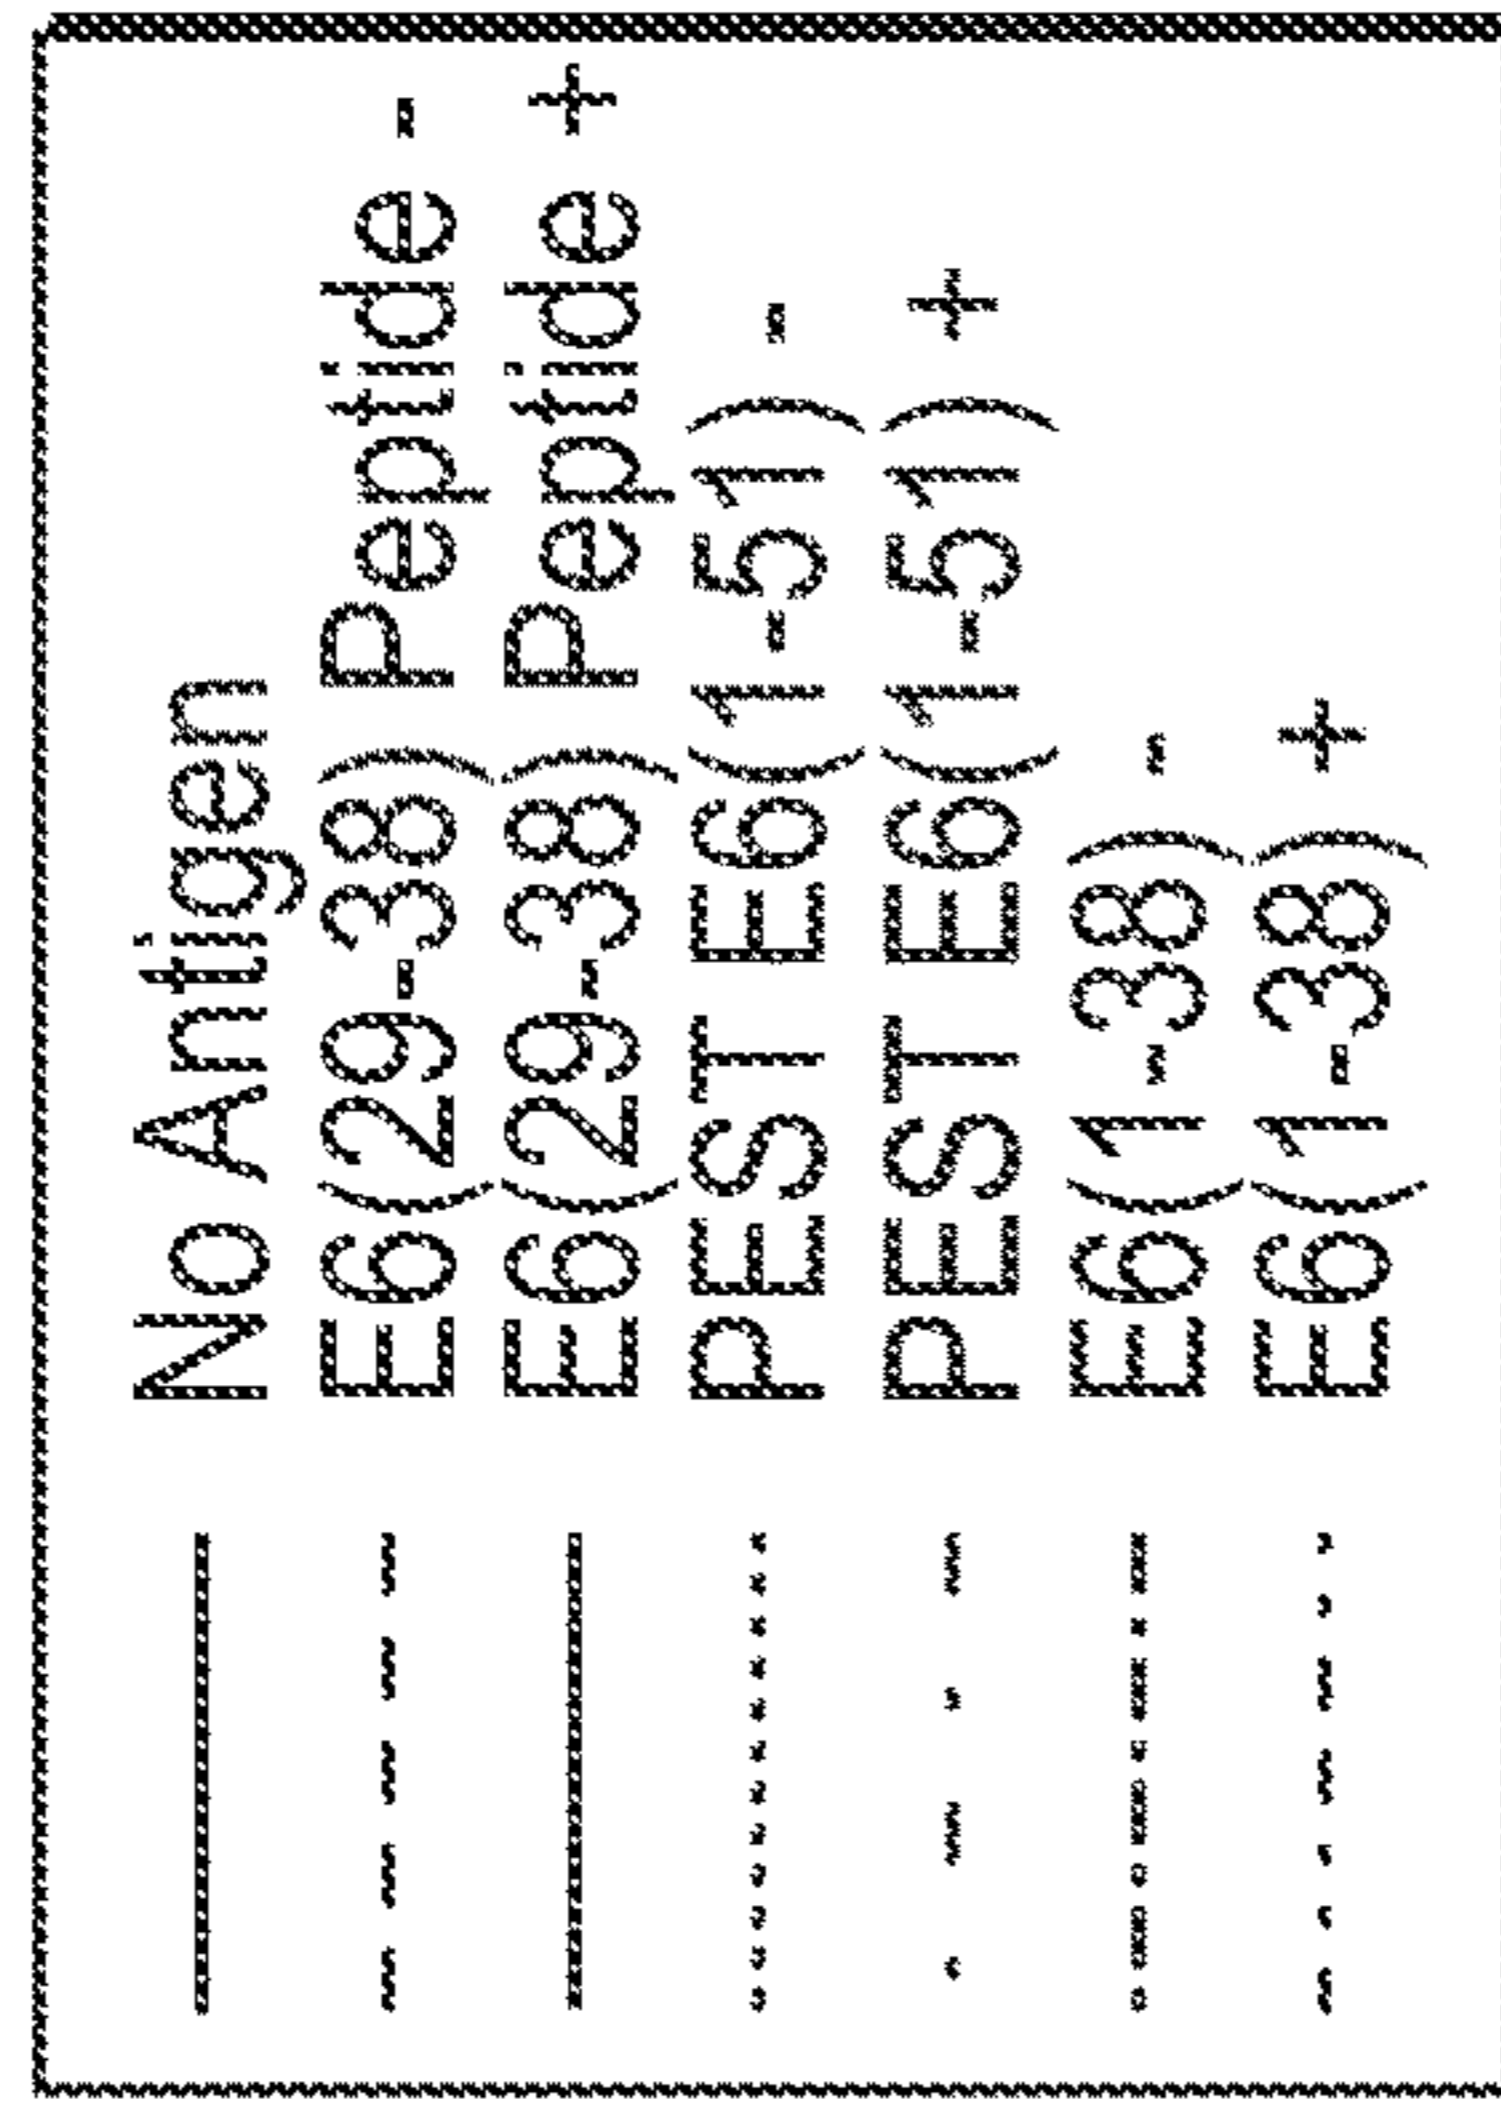 No Antigen
E6(29-38) Peptide -
E6(29-38) Peptide +
PEST E6(1-51) -
PEST E6(1-51) +
E6(1-38) -
E6(1-38) +